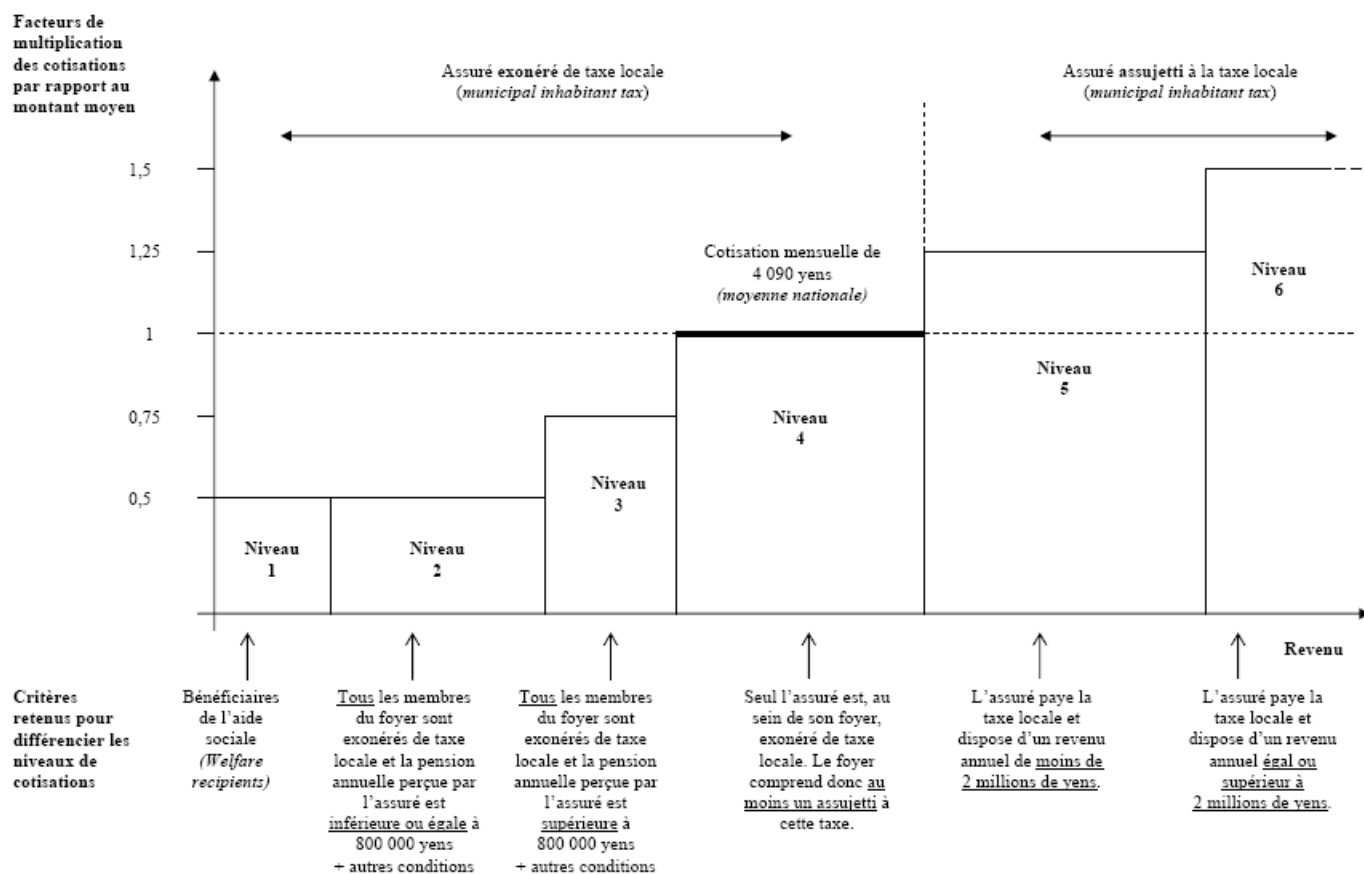 Facteurs de
multiplication
des cotisations
par rapport au
montant moyen
Assuré exonéré de taxe locale
(municipal inhabitant tax)
Assuré assujetti à la taxe locale
(municipal inhabitant tax)
1,5
1,25
1
0,75
0,5
Cotisation mensuelle de
4 090 yens
(moyenne nationale)
Niveau
1
Niveau
2
Niveau
3
Niveau
4
Niveau
5
Niveau
6
Revenu
Critères
retenus pour
différencier les
niveaux de
cotisations
Bénéficiaires
de l'aide
sociale
(Welfare
recipients)
Tous les membres
du foyer sont
exonérés de taxe
locale et la pension
annuelle perçue par
l'assuré est
inférieure ou égale à
800 000 yens
+ autres conditions
Tous les membres
du foyer sont
exonérés de taxe
locale et la pension
annuelle perçue par
l'assuré est
supérieure à
800 000 yens
+ autres conditions
Seul l'assuré est, au
sein de son foyer,
exonéré de taxe
locale. Le foyer
comprend donc au
moins un assujetti à
cette taxe.
L'assuré paye la
taxe locale et
dispose d'un revenu
annuel de moins de
2 millions de yens.
L'assuré paye la
taxe locale et
dispose d'un revenu
annuel égal ou
supérieur à
2 millions de yens.